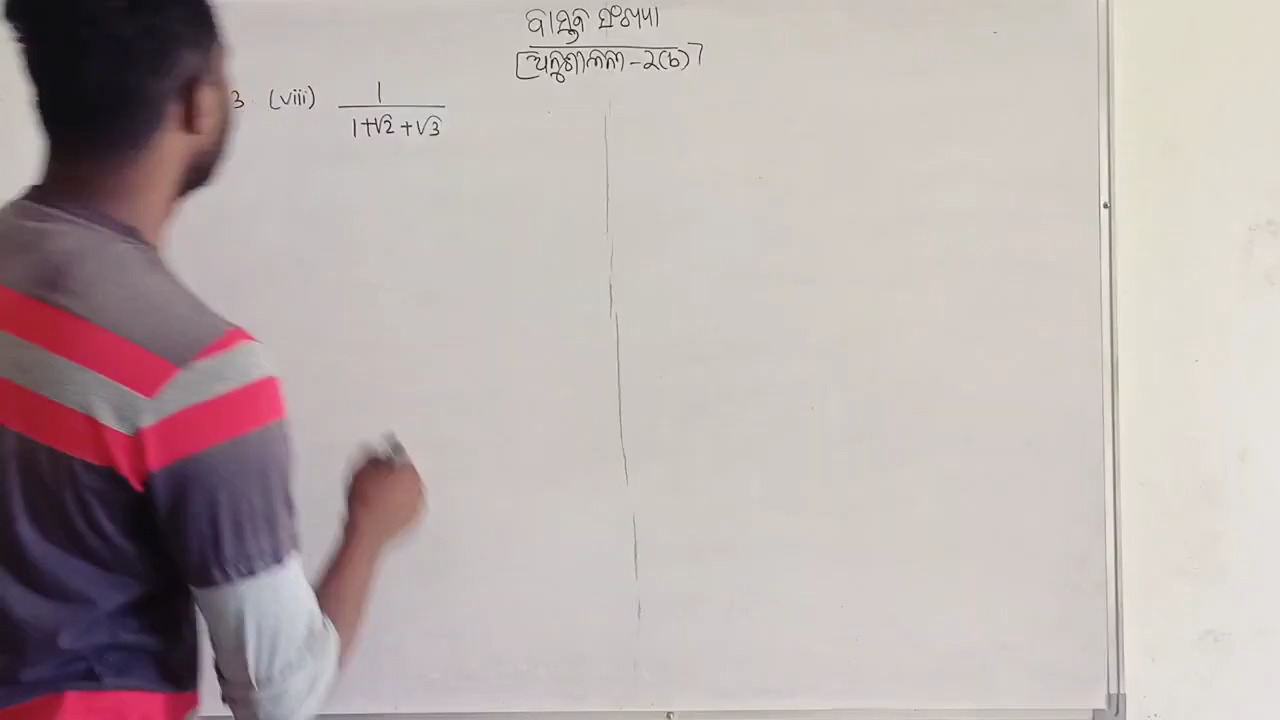 ବାସ୍ତବ ସଂଖ୍ୟା
[ଅନୁଶୀଳନୀ - ୨(b)]
3 (viii) 1/(1+√2+√3)